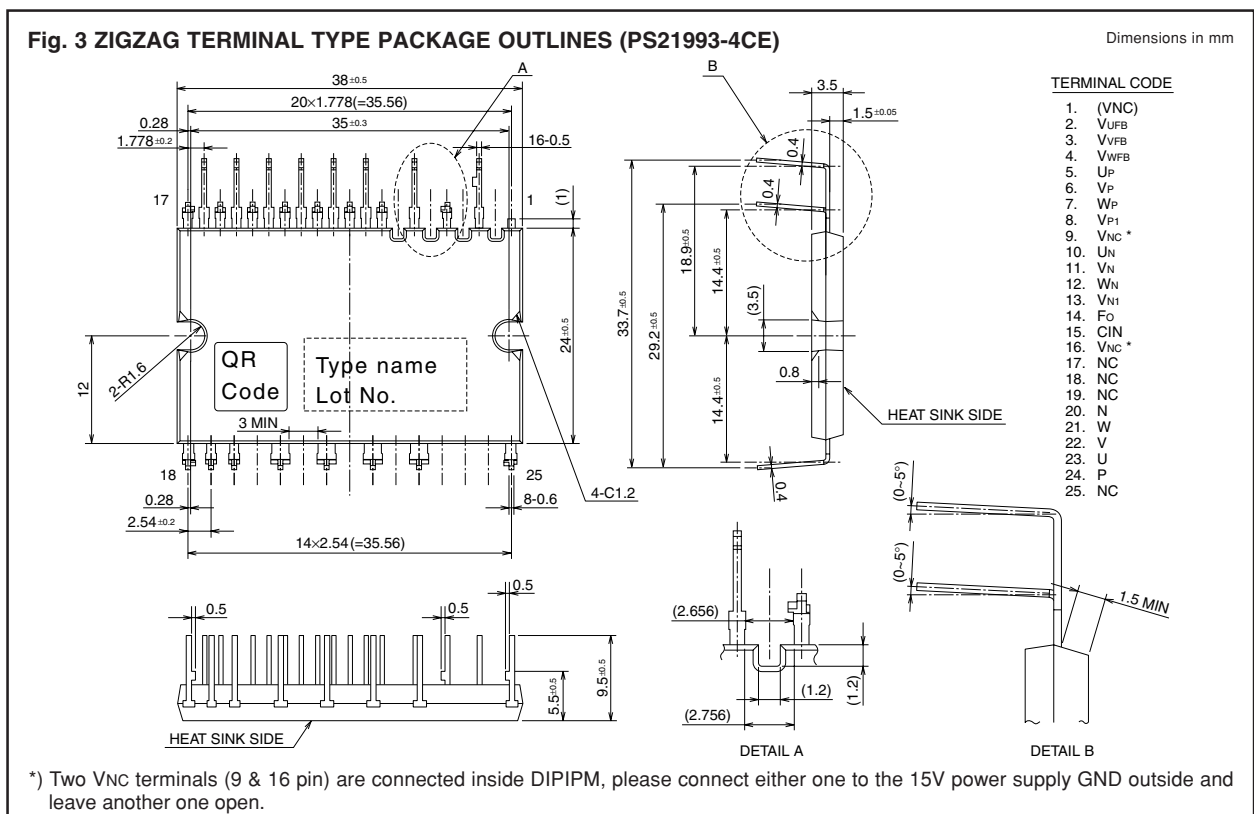 Fig. 3 ZIGZAG TERMINAL TYPE PACKAGE OUTLINES (PS21993-4CE)
Dimensions in mm
A
38±0.5
20×1.778(=35.56)
0.28
35±0.3
1.778±0.2
16-0.5
17
1
(1)
24±0.5
12
2-R1.6
QR
Code
Type name
Lot No.
3 MIN
18
25
0.28
8-0.6
4-C1.2
2.54±0.2
14×2.54(=35.56)
B
3.5
1.5±0.05
0.4
0.4
18.9±0.5
14.4±0.5
33.7±0.5
29.2±0.5
(3.5)
0.8
14.4±0.5
HEAT SINK SIDE
0.4
TERMINAL CODE
1. (VNC)
2. VUFB
3. VVFB
4. VWFB
5. UP
6. VP
7. WP
8. VP1
9. VNC *
10. UN
11. VN
12. WN
13. VN1
14. FO
15. CIN
16. VNC *
17. NC
18. NC
19. NC
20. N
21. W
22. V
23. U
24. P
25. NC
0.5
0.5
0.5
5.5±0.5
9.5±0.5
HEAT SINK SIDE
(2.656)
(1.2)
(1.2)
(2.756)
DETAIL A
(0~5°)
(0~5°)
1.5 MIN
DETAIL B
*) Two VNC terminals (9 & 16 pin) are connected inside DIPIPM, please connect either one to the 15V power supply GND outside and
leave another one open.